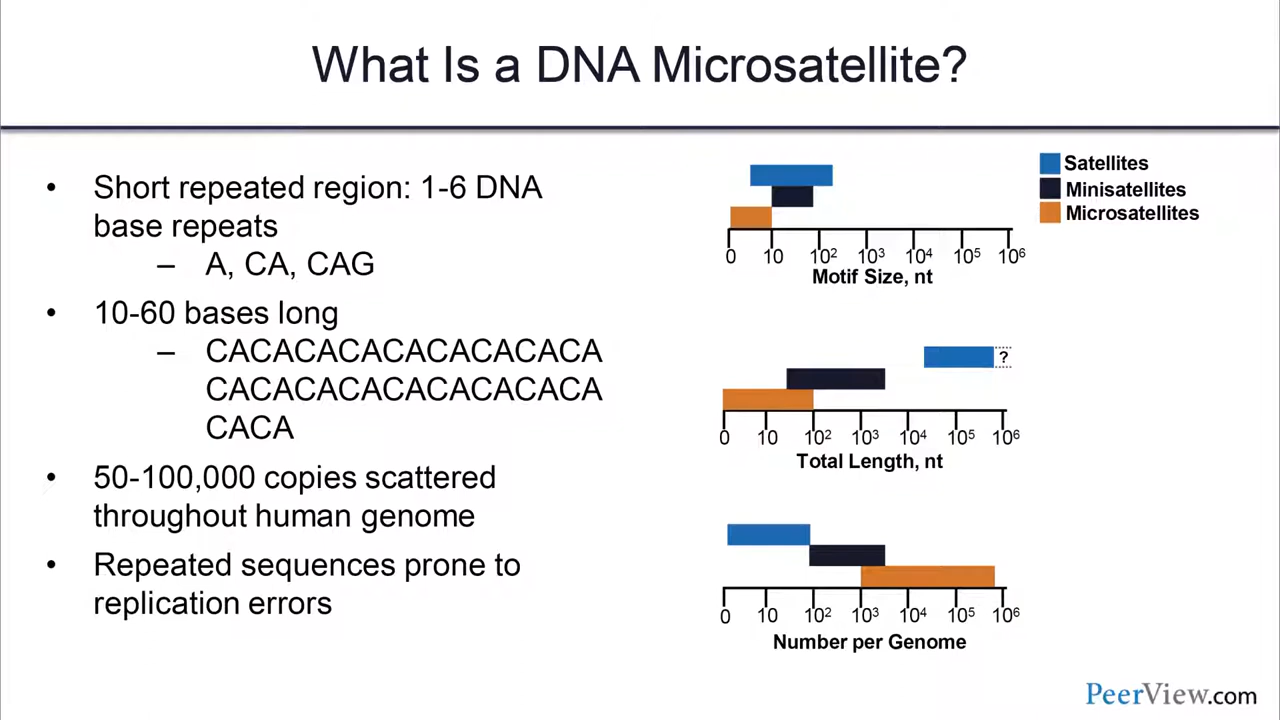 What Is a DNA Microsatellite?
• Short repeated region: 1-6 DNA
base repeats
– A, CA, CAG
• 10-60 bases long
– CACACACACACACACACA
CACACACACACACACACA
CACA
• 50-100,000 copies scattered
throughout human genome
• Repeated sequences prone to
replication errors
Satellites
Minisatellites
Microsatellites
0 10 10² 10³ 10⁴ 10⁵ 10⁶
Motif Size, nt
?
0 10 10² 10³ 10⁴ 10⁵ 10⁶
Total Length, nt
0 10 10² 10³ 10⁴ 10⁵ 10⁶
Number per Genome
PeerView.com